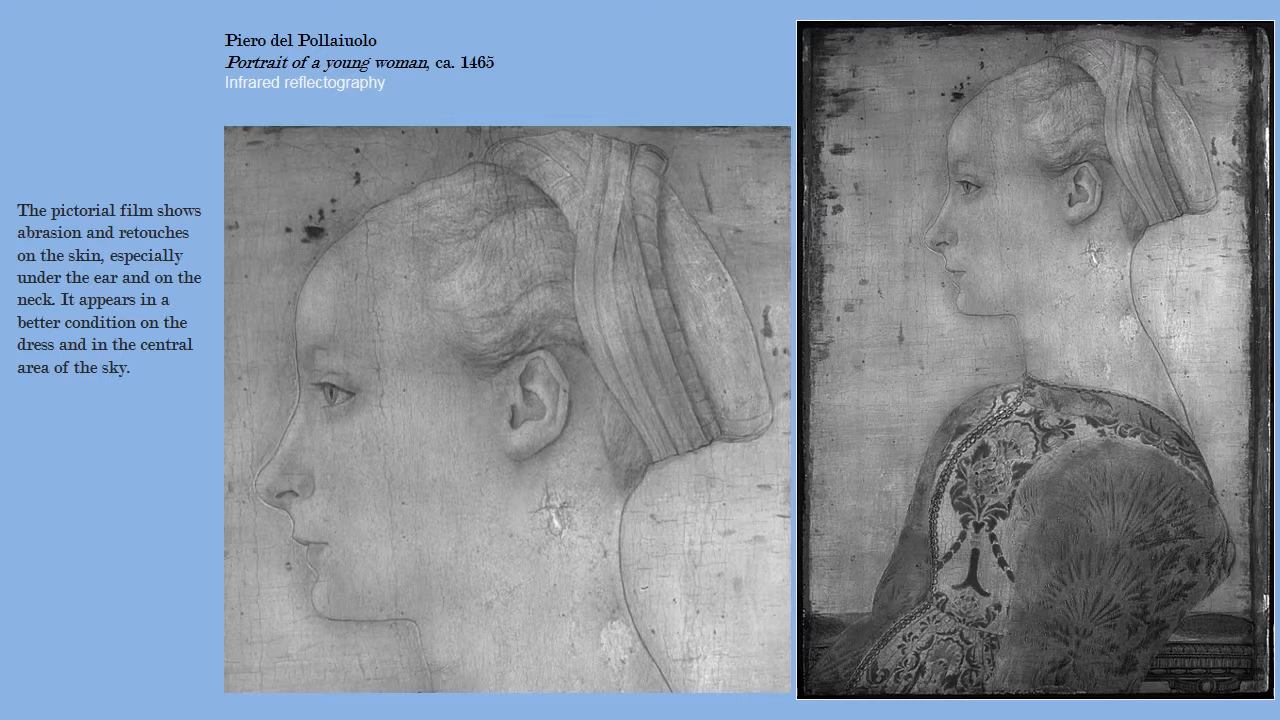 Piero del Pollaiuolo
Portrait of a young woman, ca. 1465
Infrared reflectography
The pictorial film shows
abrasion and retouches
on the skin, especially
under the ear and on the
neck. It appears in a
better condition on the
dress and in the central
area of the sky.